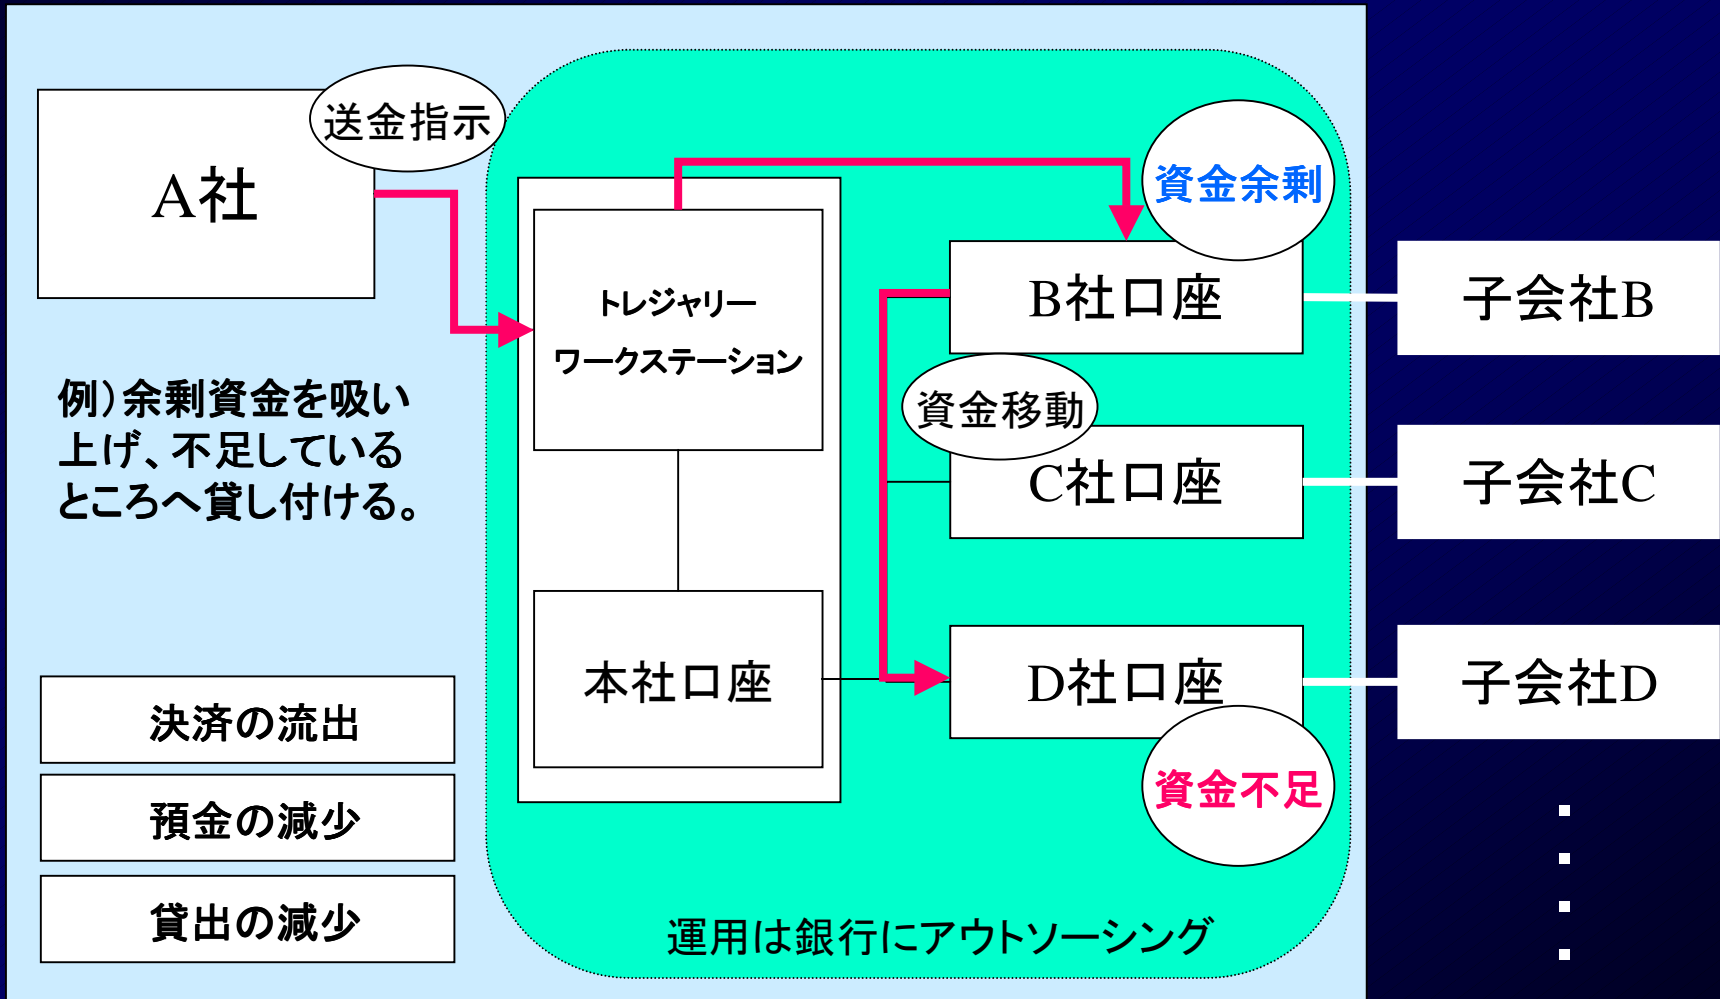 A社
送金指示
例）余剰資金を吸い
上げ、不足している
ところへ貸し付ける。
決済の流出
預金の減少
貸出の減少
トレジャリー
ワークステーション
本社口座
資金余剰
B社口座
資金移動
C社口座
D社口座
資金不足
運用は銀行にアウトソーシング
子会社B
子会社C
子会社D